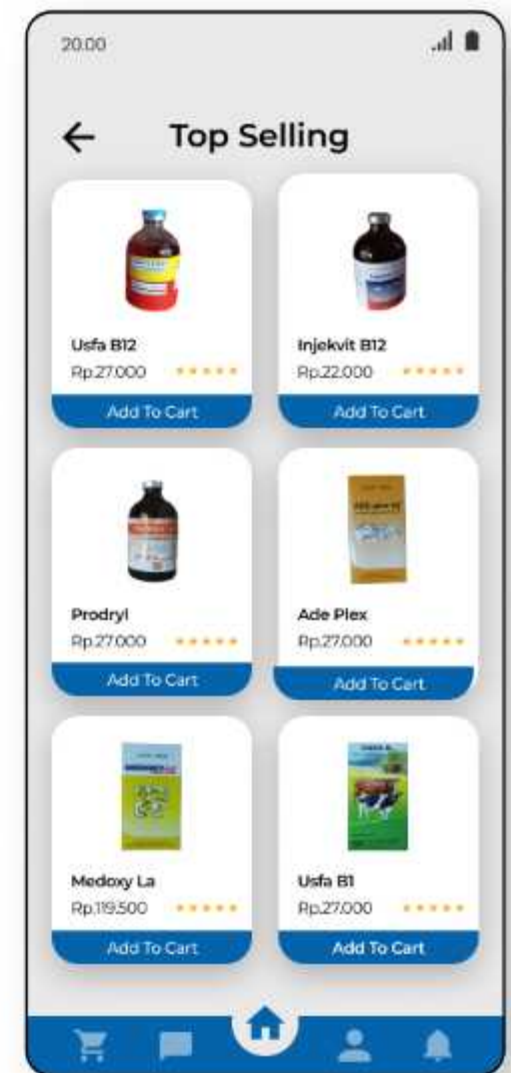 20.00
Top Selling
Usfa B12
Rp.27.000
Add To Cart
Injekvit B12
Rp.22.000
Add To Cart
Prodryl
Rp.27.000
Add To Cart
Ade Plex
Rp.27.000
Add To Cart
Medoxy La
Rp.119.500
Add To Cart
Usfa B1
Rp.27.000
Add To Cart